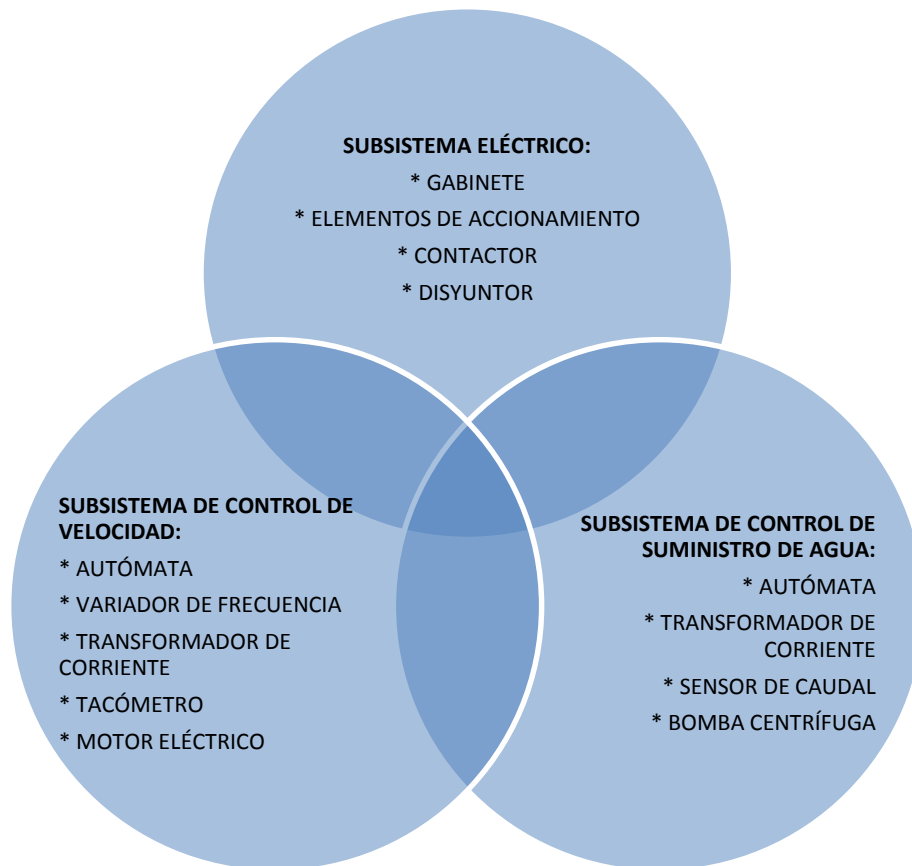 SUBSISTEMA ELÉCTRICO:
* GABINETE
* ELEMENTOS DE ACCIONAMIENTO
* CONTACTOR
* DISYUNTOR
SUBSISTEMA DE CONTROL DE
VELOCIDAD:
* AUTÓMATA
* VARIADOR DE FRECUENCIA
* TRANSFORMADOR DE
CORRIENTE
* TACÓMETRO
* MOTOR ELÉCTRICO
SUBSISTEMA DE CONTROL DE
SUMINISTRO DE AGUA:
* AUTÓMATA
* TRANSFORMADOR DE
CORRIENTE
* SENSOR DE CAUDAL
* BOMBA CENTRÍFUGA